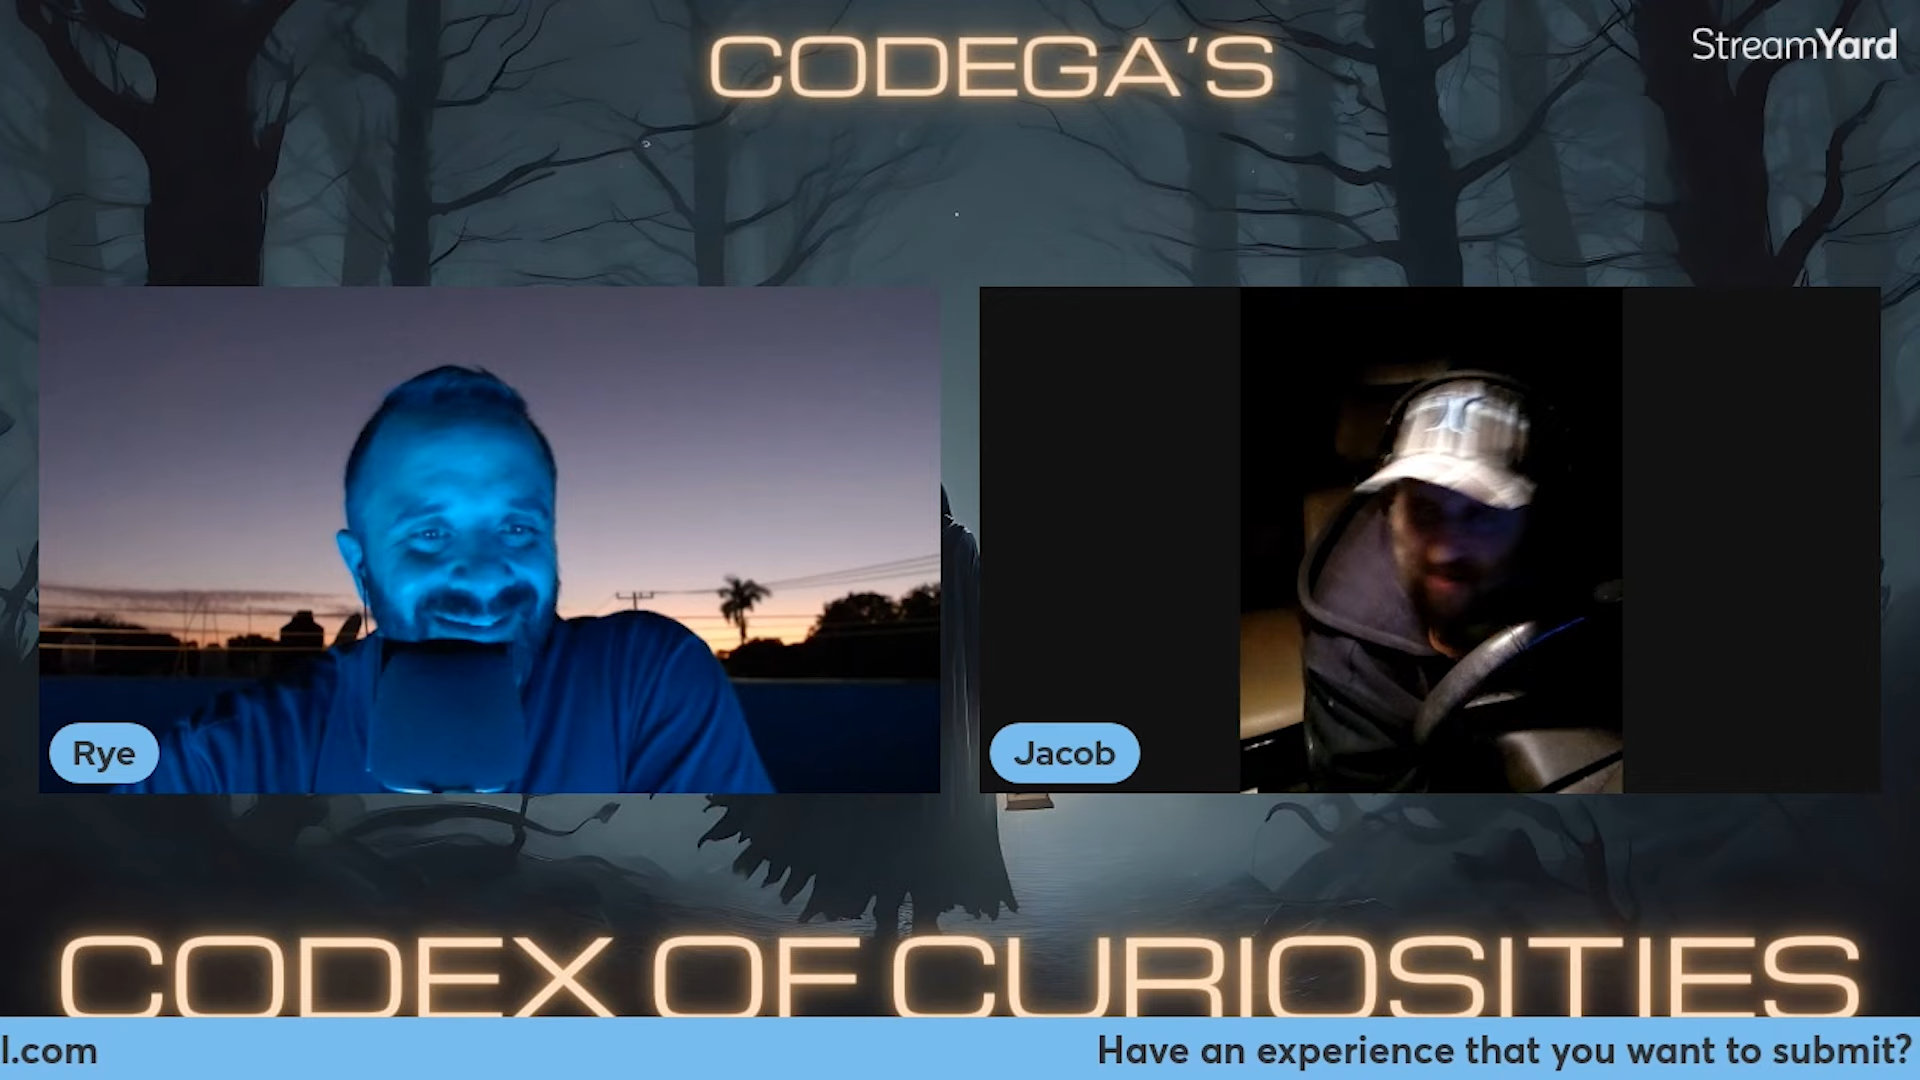 CODEGA'S
StreamYard
Rye
Jacob
CODEX OF CURIOSITIES
l.com
Have an experience that you want to submit?